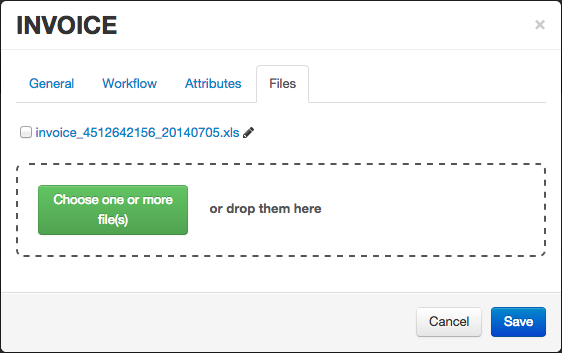 INVOICE ×
General Workflow Attributes Files
invoice_4512642156_20140705.xls
Choose one or more
file(s)
or drop them here
Cancel Save